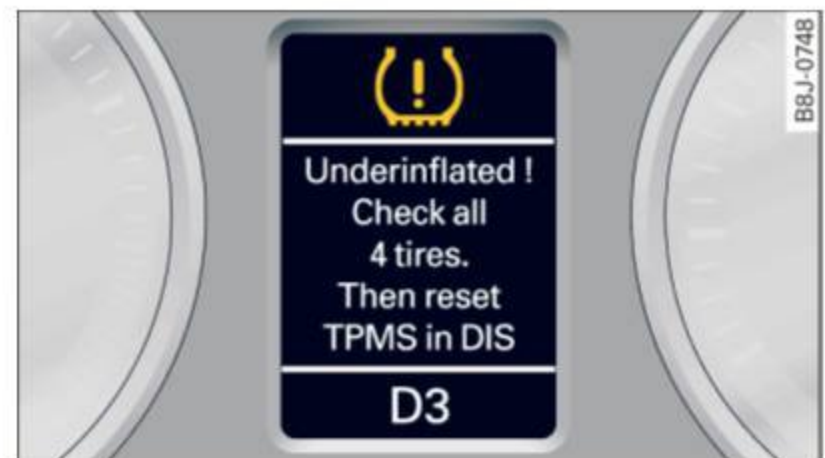 Underinflated !
Check all
4 tires.
Then reset
TPMS in DIS
D3
B8J-0748